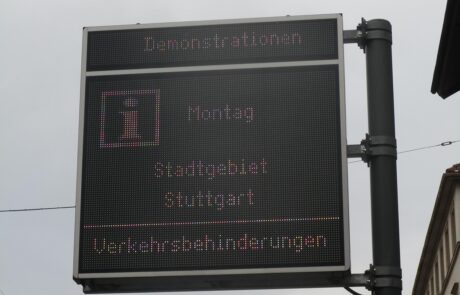 Demonstrationen
i
Montag
Stadtgebiet
Stuttgart
Verkehrsbehinderungen